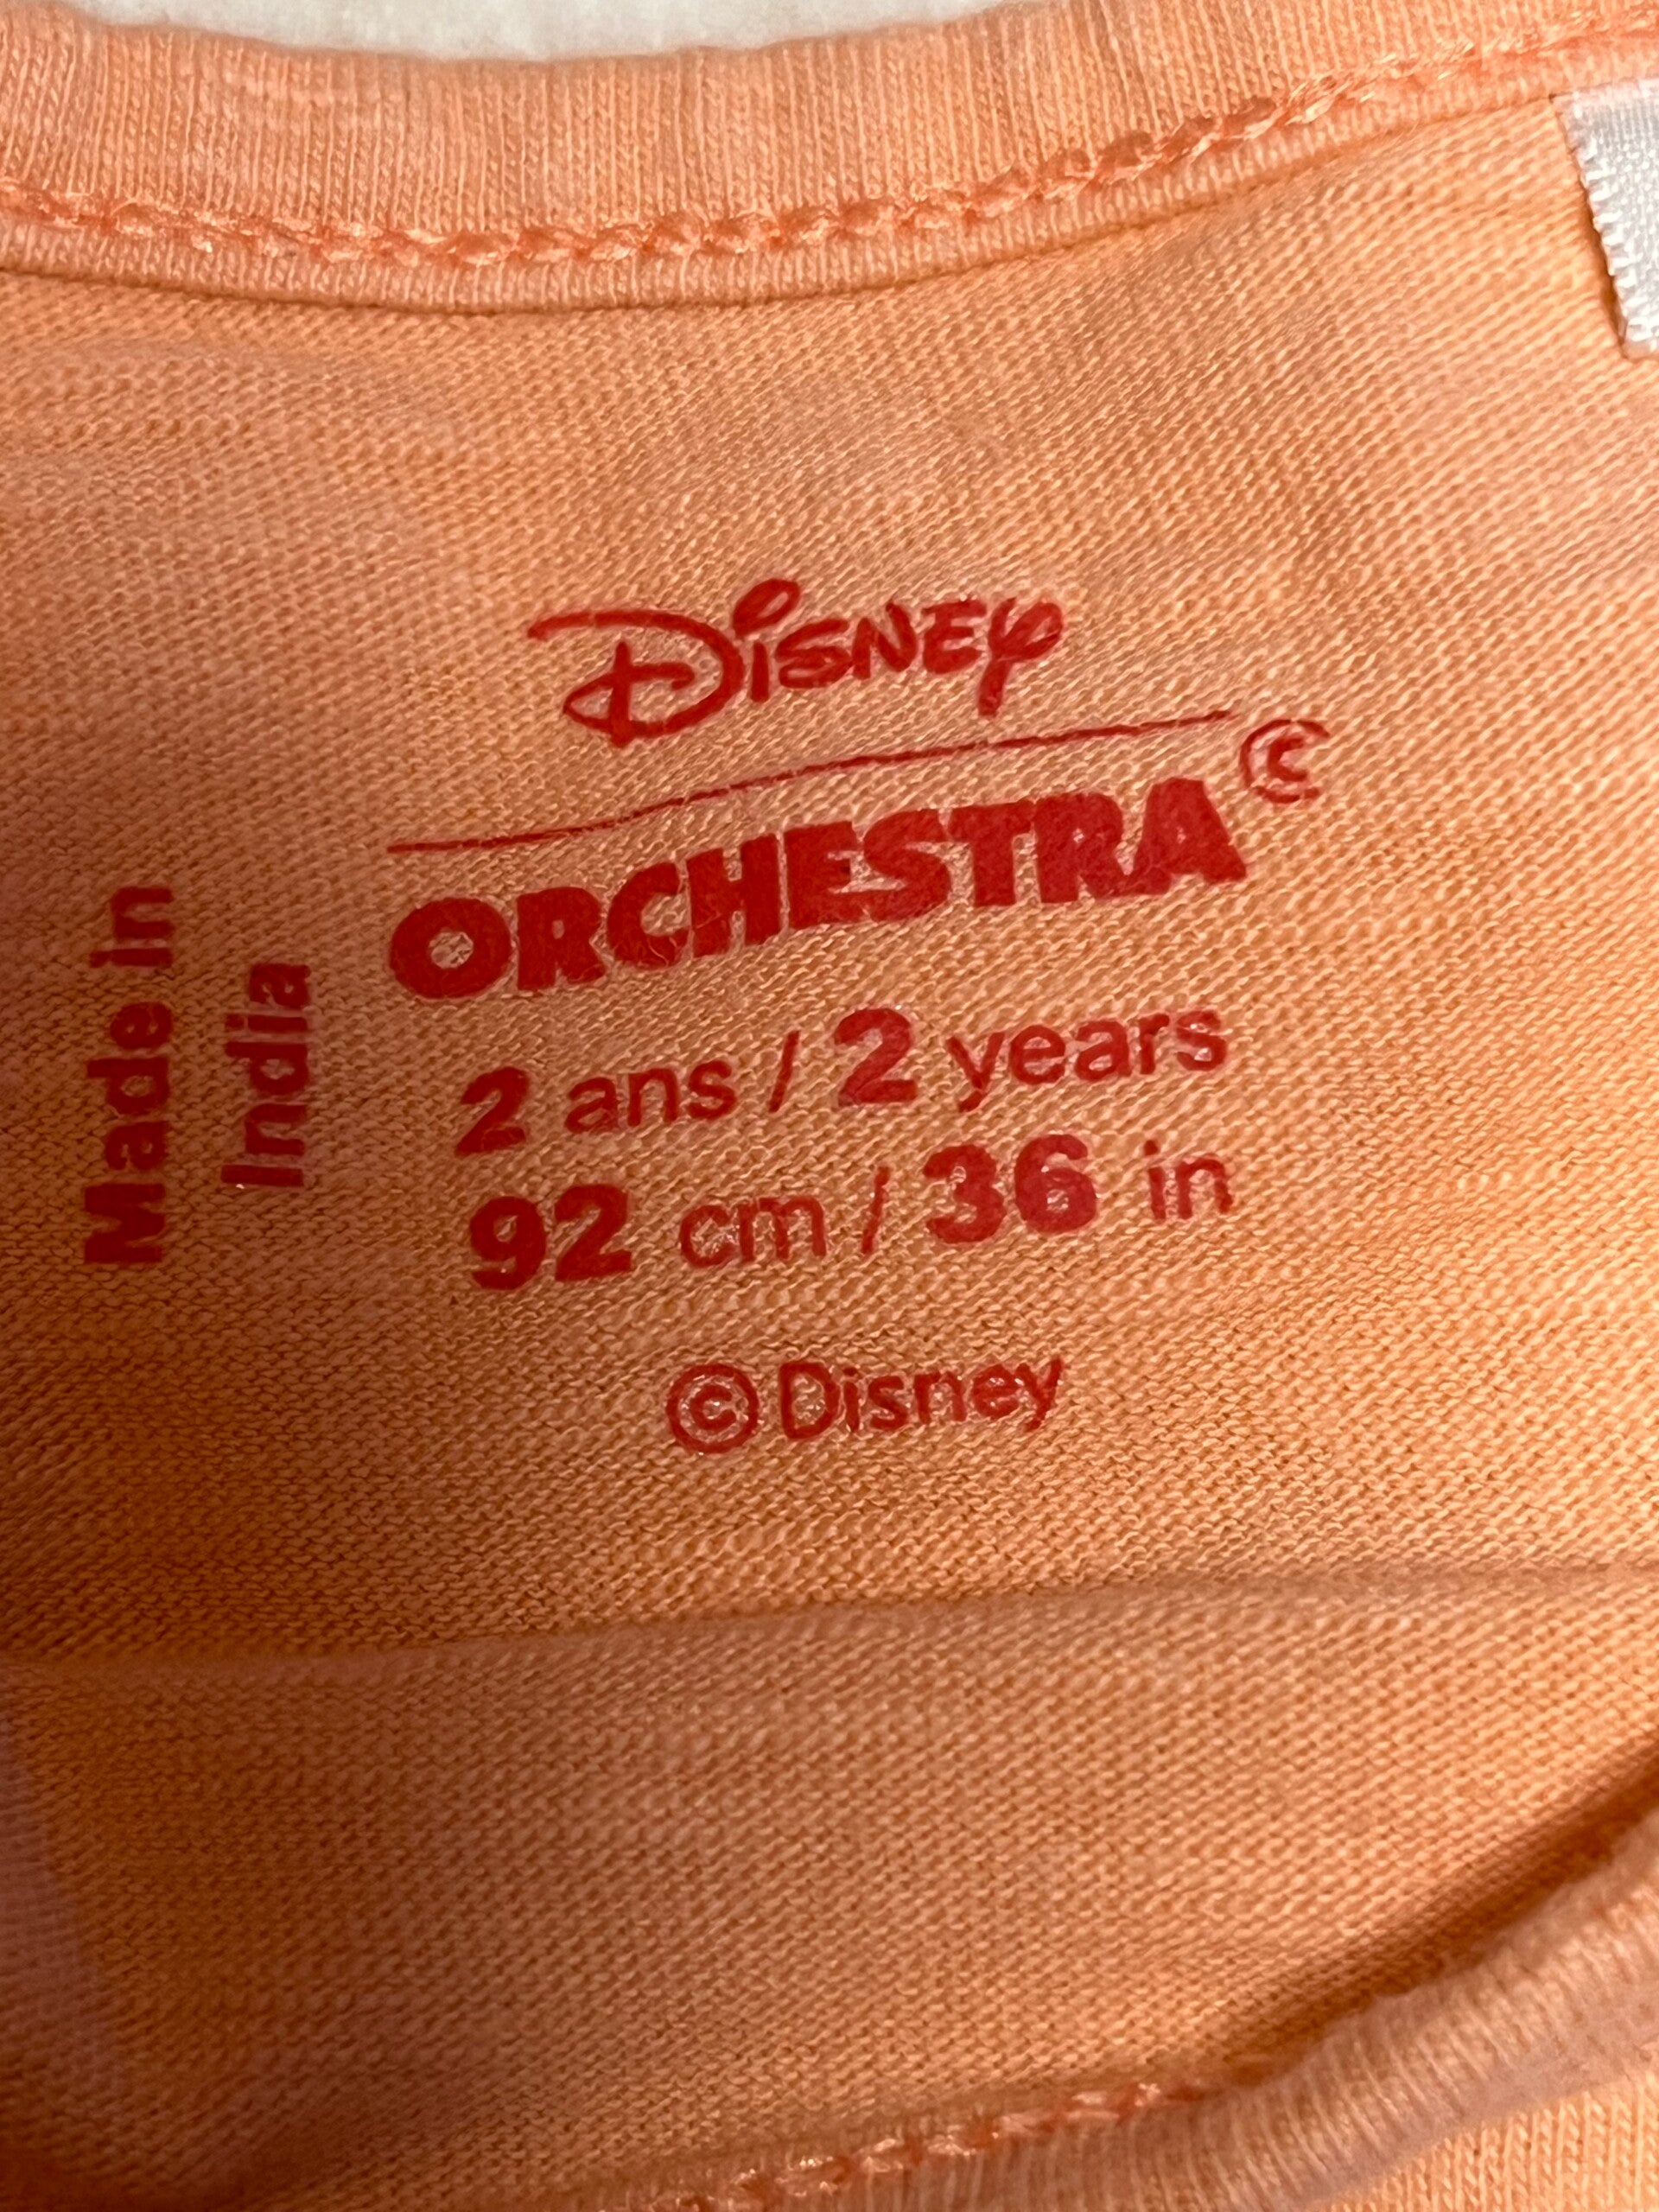 Disney
ORCHESTRA©
2 ans / 2 years
92 cm / 36 in
©Disney
Made in
India